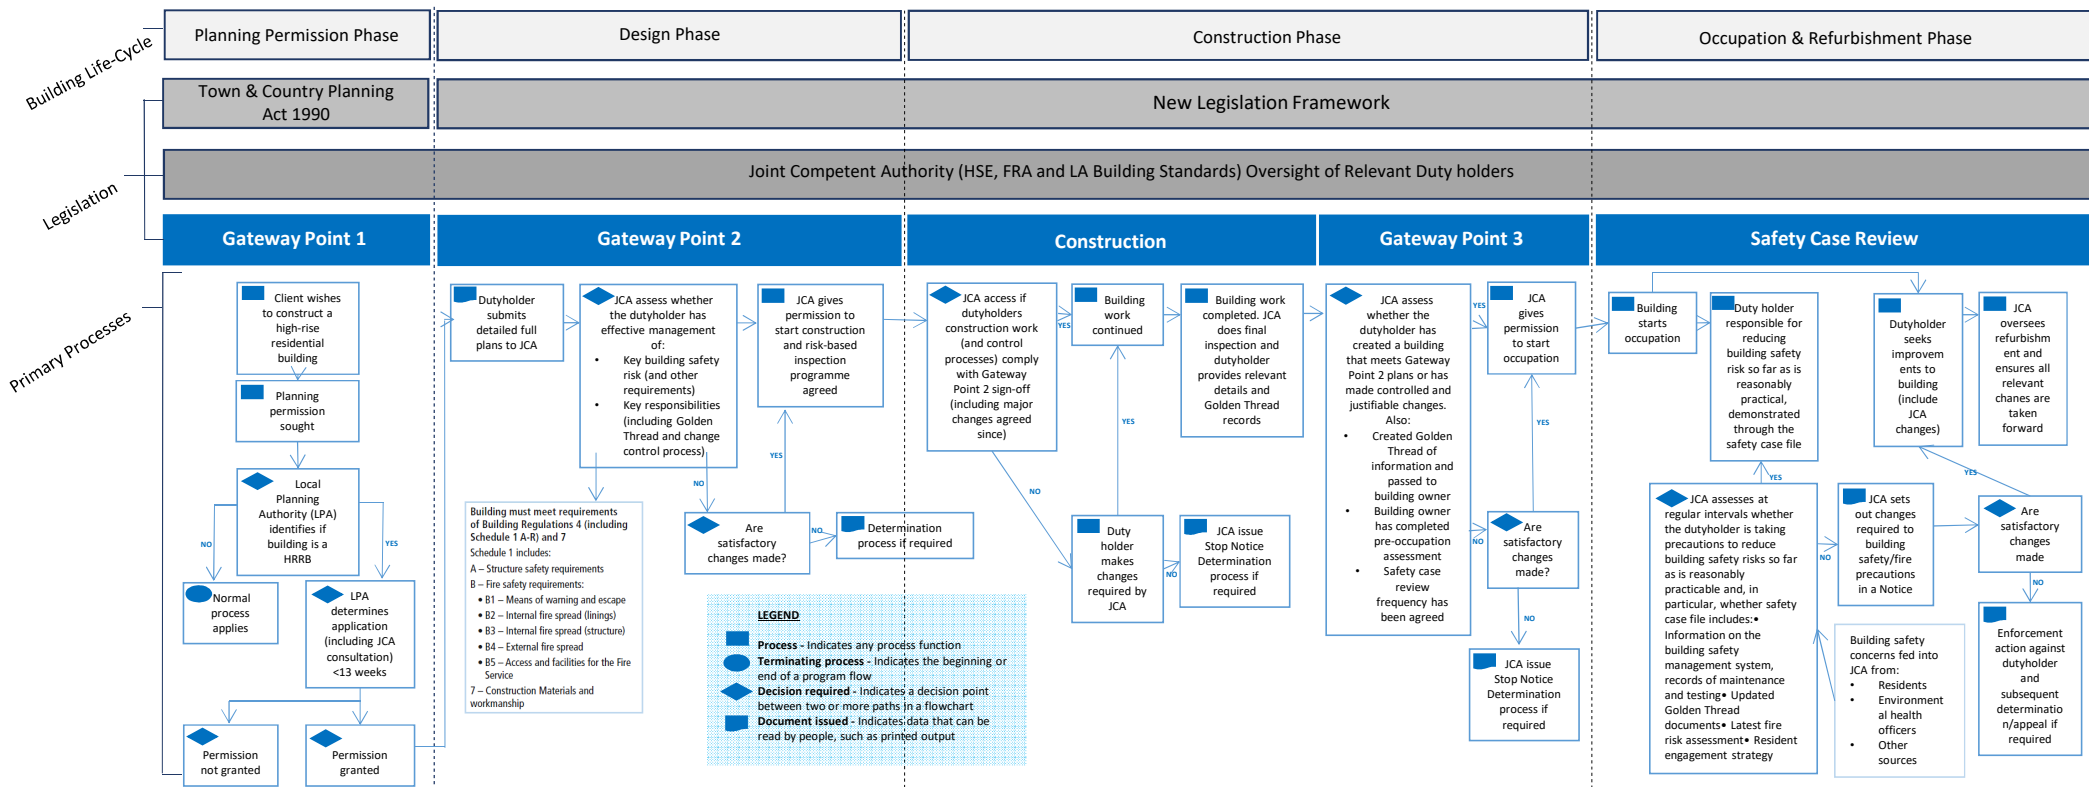 Building Life-Cycle
Planning Permission Phase
Design Phase
Construction Phase
Occupation & Refurbishment Phase
Legislation
Town & Country Planning
Act 1990
New Legislation Framework
Joint Competent Authority (HSE, FRA and LA Building Standards) Oversight of Relevant Duty holders
Gateway Point 1
Gateway Point 2
Construction
Gateway Point 3
Safety Case Review
Primary Processes
Client wishes
to construct a
high-rise
residential
building
Planning
permission
sought
Local
Planning
Authority (LPA)
identifies if
building is a
HRRB
NO
YES
Normal
process
applies
LPA
determines
application
(including JCA
consultation)
<13 weeks
Permission
not granted
Permission
granted
Dutyholder
submits
detailed full
plans to JCA
JCA assess whether
the dutyholder has
effective management
of:
• Key building safety
risk (and other
requirements)
• Key responsibilities
(including Golden
Thread and change
control process)
JCA gives
permission to
start construction
and risk-based
inspection
programme
agreed
YES
NO
Building must meet requirements
of Building Regulations 4 (including
Schedule 1 A-R) and 7
Schedule 1 includes:
A – Structure safety requirements
B – Fire safety requirements:
• B1 – Means of warning and escape
• B2 – Internal fire spread (linings)
• B3 – Internal fire spread (structure)
• B4 – External fire spread
• B5 – Access and facilities for the Fire
Service
7 – Construction Materials and
workmanship
Are
satisfactory
changes made?
NO
Determination
process if required
LEGEND
Process - Indicates any process function
Terminating process - Indicates the beginning or
end of a program flow
Decision required - Indicates a decision point
between two or more paths in a flowchart
Document issued - Indicates data that can be
read by people, such as printed output
JCA access if
dutyholders
construction work
(and control
processes) comply
with Gateway
Point 2 sign-off
(including major
changes agreed
since)
YES
Building
work
continued
Building work
completed. JCA
does final
inspection and
dutyholder
provides relevant
details and
Golden Thread
records
YES
NO
Duty
holder
makes
changes
required by
JCA
NO
JCA issue
Stop Notice
Determination
process if
required
JCA assess
whether the
dutyholder has
created a building
that meets Gateway
Point 2 plans or has
made controlled and
justifiable changes.
Also:
• Created Golden
Thread of
information and
passed to
building owner
• Building owner
has completed
pre-occupation
assessment
• Safety case
review
frequency has
been agreed
YES
JCA
gives
permission
to start
occupation
YES
NO
Are
satisfactory
changes
made?
NO
JCA issue
Stop Notice
Determination
process if
required
Building
starts
occupation
Duty holder
responsible for
reducing
building safety
risk so far as is
reasonably
practical,
demonstrated
through the
safety case file
YES
JCA assesses at
regular intervals whether
the dutyholder is taking
precautions to reduce
building safety risks so far
as is reasonably
practicable and, in
particular, whether safety
case file includes:•
Information on the
building safety
management system,
records of maintenance
and testing• Updated
Golden Thread
documents• Latest fire
risk assessment• Resident
engagement strategy
NO
JCA sets
out changes
required to
building
safety/fire
precautions
in a Notice
Building safety
concerns fed into
JCA from:
• Residents
• Environment
al health
officers
• Other
sources
Dutyholder
seeks
improvem
ents to
building
(include
JCA
changes)
JCA
oversees
refurbishm
ent and
ensures all
relevant
chanes are
taken
forward
YES
Are
satisfactory
changes
made
NO
Enforcement
action against
dutyholder
and
subsequent
determinatio
n/appeal if
required